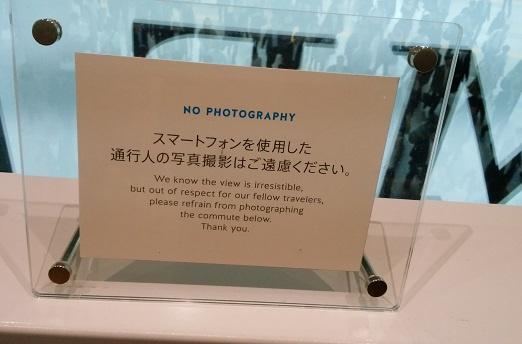 NO PHOTOGRAPHY
スマートフォンを使用した
通行人の写真撮影はご遠慮ください。
We know the view is irresistible,
but out of respect for our fellow travelers,
please refrain from photographing
the commute below.
Thank you.